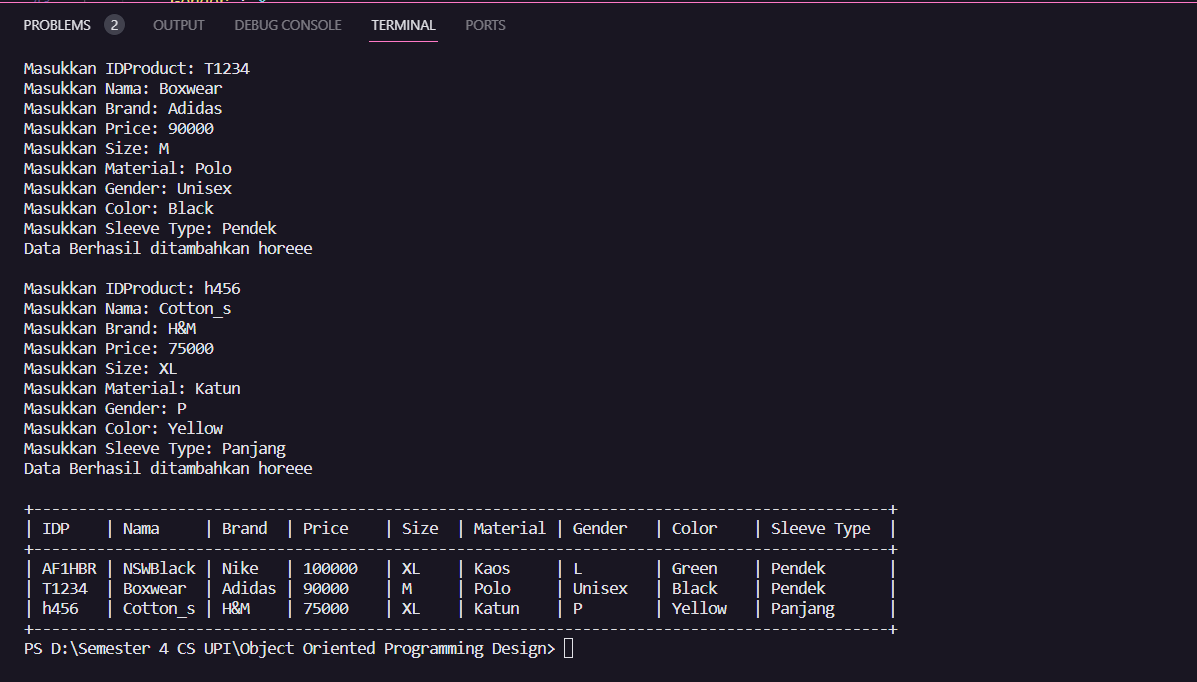 PROBLEMS 2 OUTPUT DEBUG CONSOLE TERMINAL PORTS
Masukkan IDProduct: T1234
Masukkan Nama: Boxwear
Masukkan Brand: Adidas
Masukkan Price: 90000
Masukkan Size: M
Masukkan Material: Polo
Masukkan Gender: Unisex
Masukkan Color: Black
Masukkan Sleeve Type: Pendek
Data Berhasil ditambahkan horeee
Masukkan IDProduct: h456
Masukkan Nama: Cotton_s
Masukkan Brand: H&M
Masukkan Price: 75000
Masukkan Size: XL
Masukkan Material: Katun
Masukkan Gender: P
Masukkan Color: Yellow
Masukkan Sleeve Type: Panjang
Data Berhasil ditambahkan horeee
+-----------------------------------------------------------------------------------------------+
| IDP    | Nama     | Brand  | Price    | Size  | Material | Gender   | Color    | Sleeve Type  |
+-----------------------------------------------------------------------------------------------+
| AF1HBR | NSWBlack | Nike   | 100000   | XL    | Kaos     | L        | Green    | Pendek       |
| T1234  | Boxwear  | Adidas | 90000    | M     | Polo     | Unisex   | Black    | Pendek       |
| h456   | Cotton_s | H&M    | 75000    | XL    | Katun    | P        | Yellow   | Panjang      |
+-----------------------------------------------------------------------------------------------+
PS D:\Semester 4 CS UPI\Object Oriented Programming Design>